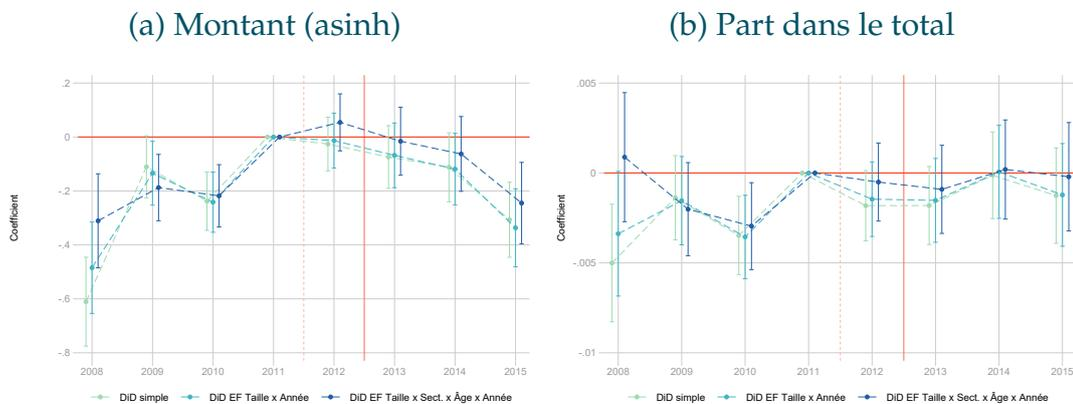 (a) Montant (asinh)
.2
0
-.2
-.4
-.6
-.8
Coefficient
2008 2009 2010 2011 2012 2013 2014 2015
DiD simple DiD EF Taille x Année DiD EF Taille x Sect. x Âge x Année
(b) Part dans le total
.005
0
-.005
-.01
Coefficient
2008 2009 2010 2011 2012 2013 2014 2015
DiD simple DiD EF Taille x Année DiD EF Taille x Sect. x Âge x Année